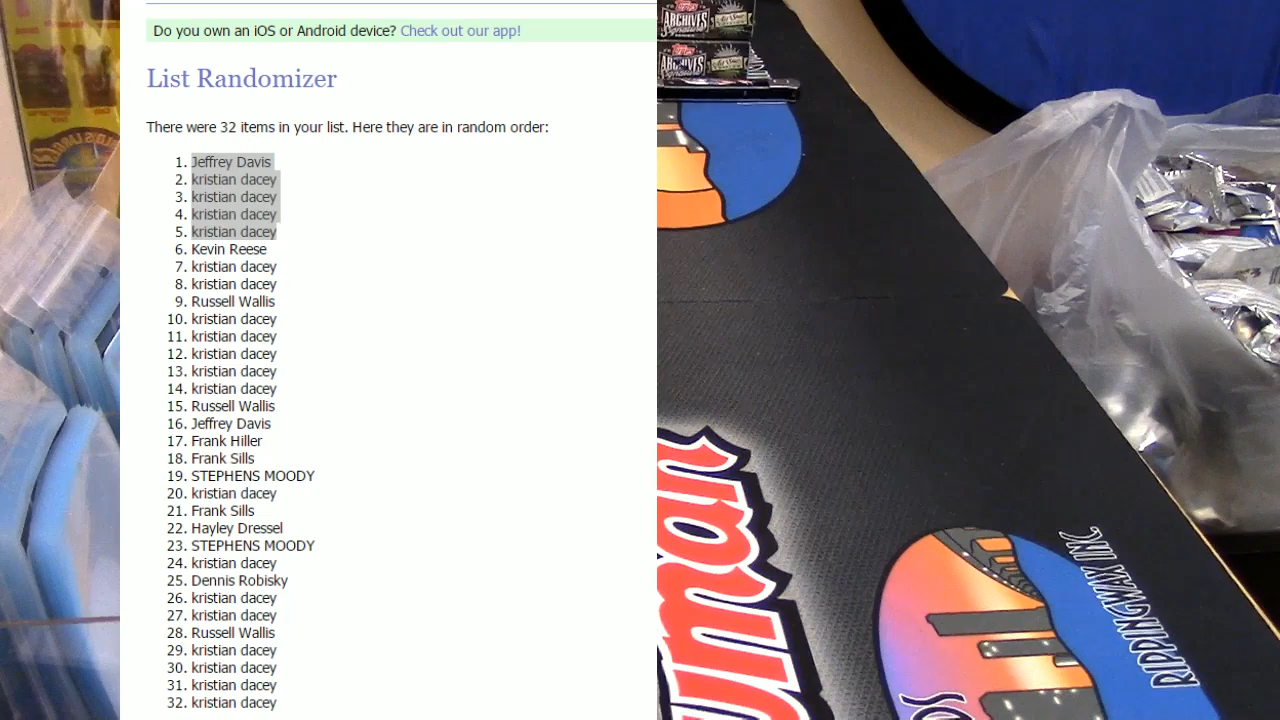 Do you own an iOS or Android device? Check out our app!
List Randomizer
There were 32 items in your list. Here they are in random order:
1. Jeffrey Davis
2. kristian dacey
3. kristian dacey
4. kristian dacey
5. kristian dacey
6. Kevin Reese
7. kristian dacey
8. kristian dacey
9. Russell Wallis
10. kristian dacey
11. kristian dacey
12. kristian dacey
13. kristian dacey
14. kristian dacey
15. Russell Wallis
16. Jeffrey Davis
17. Frank Hiller
18. Frank Sills
19. STEPHENS MOODY
20. kristian dacey
21. Frank Sills
22. Hayley Dressel
23. STEPHENS MOODY
24. kristian dacey
25. Dennis Robisky
26. kristian dacey
27. kristian dacey
28. Russell Wallis
29. kristian dacey
30. kristian dacey
31. kristian dacey
32. kristian dacey
Topps
ARCHIVES
Signature
Topps
ARCHIVES
Signature
RIPPINGWAX INC.